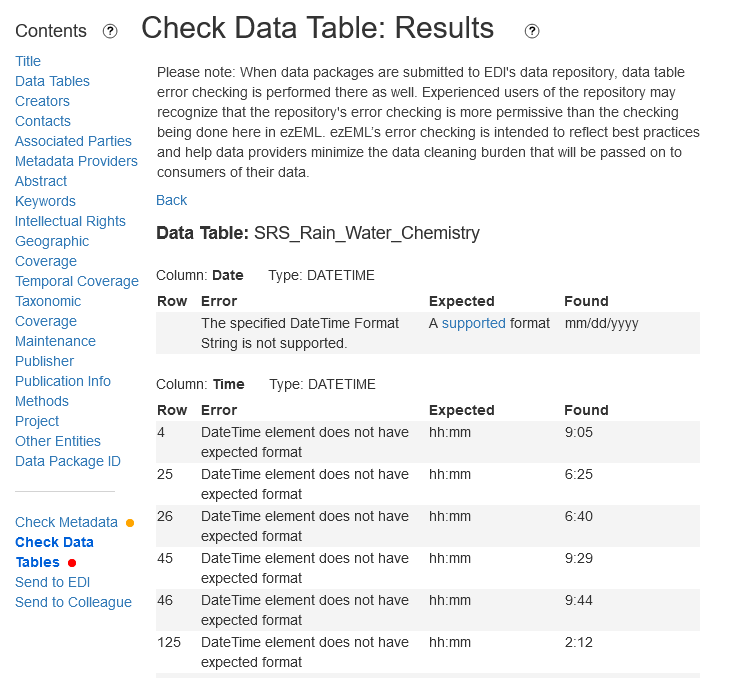 Contents ?
Title
Data Tables
Creators
Contacts
Associated Parties
Metadata Providers
Abstract
Keywords
Intellectual Rights
Geographic
Coverage
Temporal Coverage
Taxonomic
Coverage
Maintenance
Publisher
Publication Info
Methods
Project
Other Entities
Data Package ID
Check Metadata
Check Data
Tables
Send to EDI
Send to Colleague
Check Data Table: Results ?
Please note: When data packages are submitted to EDI's data repository, data table
error checking is performed there as well. Experienced users of the repository may
recognize that the repository's error checking is more permissive than the checking
being done here in ezEML. ezEML's error checking is intended to reflect best practices
and help data providers minimize the data cleaning burden that will be passed on to
consumers of their data.
Back
Data Table: SRS_Rain_Water_Chemistry
Column: Date Type: DATETIME
Row Error Expected Found
The specified DateTime Format A supported format mm/dd/yyyy
String is not supported.
Column: Time Type: DATETIME
Row Error Expected Found
4 DateTime element does not have hh:mm 9:05
expected format
25 DateTime element does not have hh:mm 6:25
expected format
26 DateTime element does not have hh:mm 6:40
expected format
45 DateTime element does not have hh:mm 9:29
expected format
46 DateTime element does not have hh:mm 9:44
expected format
125 DateTime element does not have hh:mm 2:12
expected format